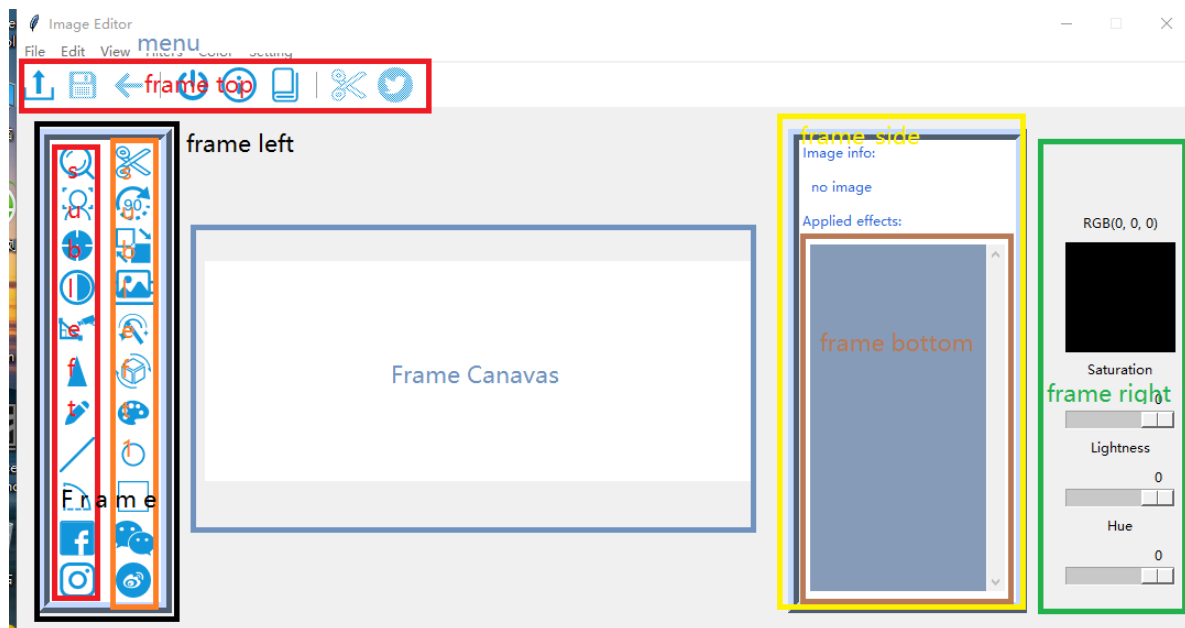 Image Editor
File Edit View Filters Color Setting
menu
frame top
frame left
frame side
Image info:
no image
Applied effects:
frame bottom
Frame Canavas
RGB(0, 0, 0)
Saturation
0
frame right
Lightness
0
Hue
0
s
u
b
l
e
f
t
s
u
b
l
e
f
t
1
90
Frame